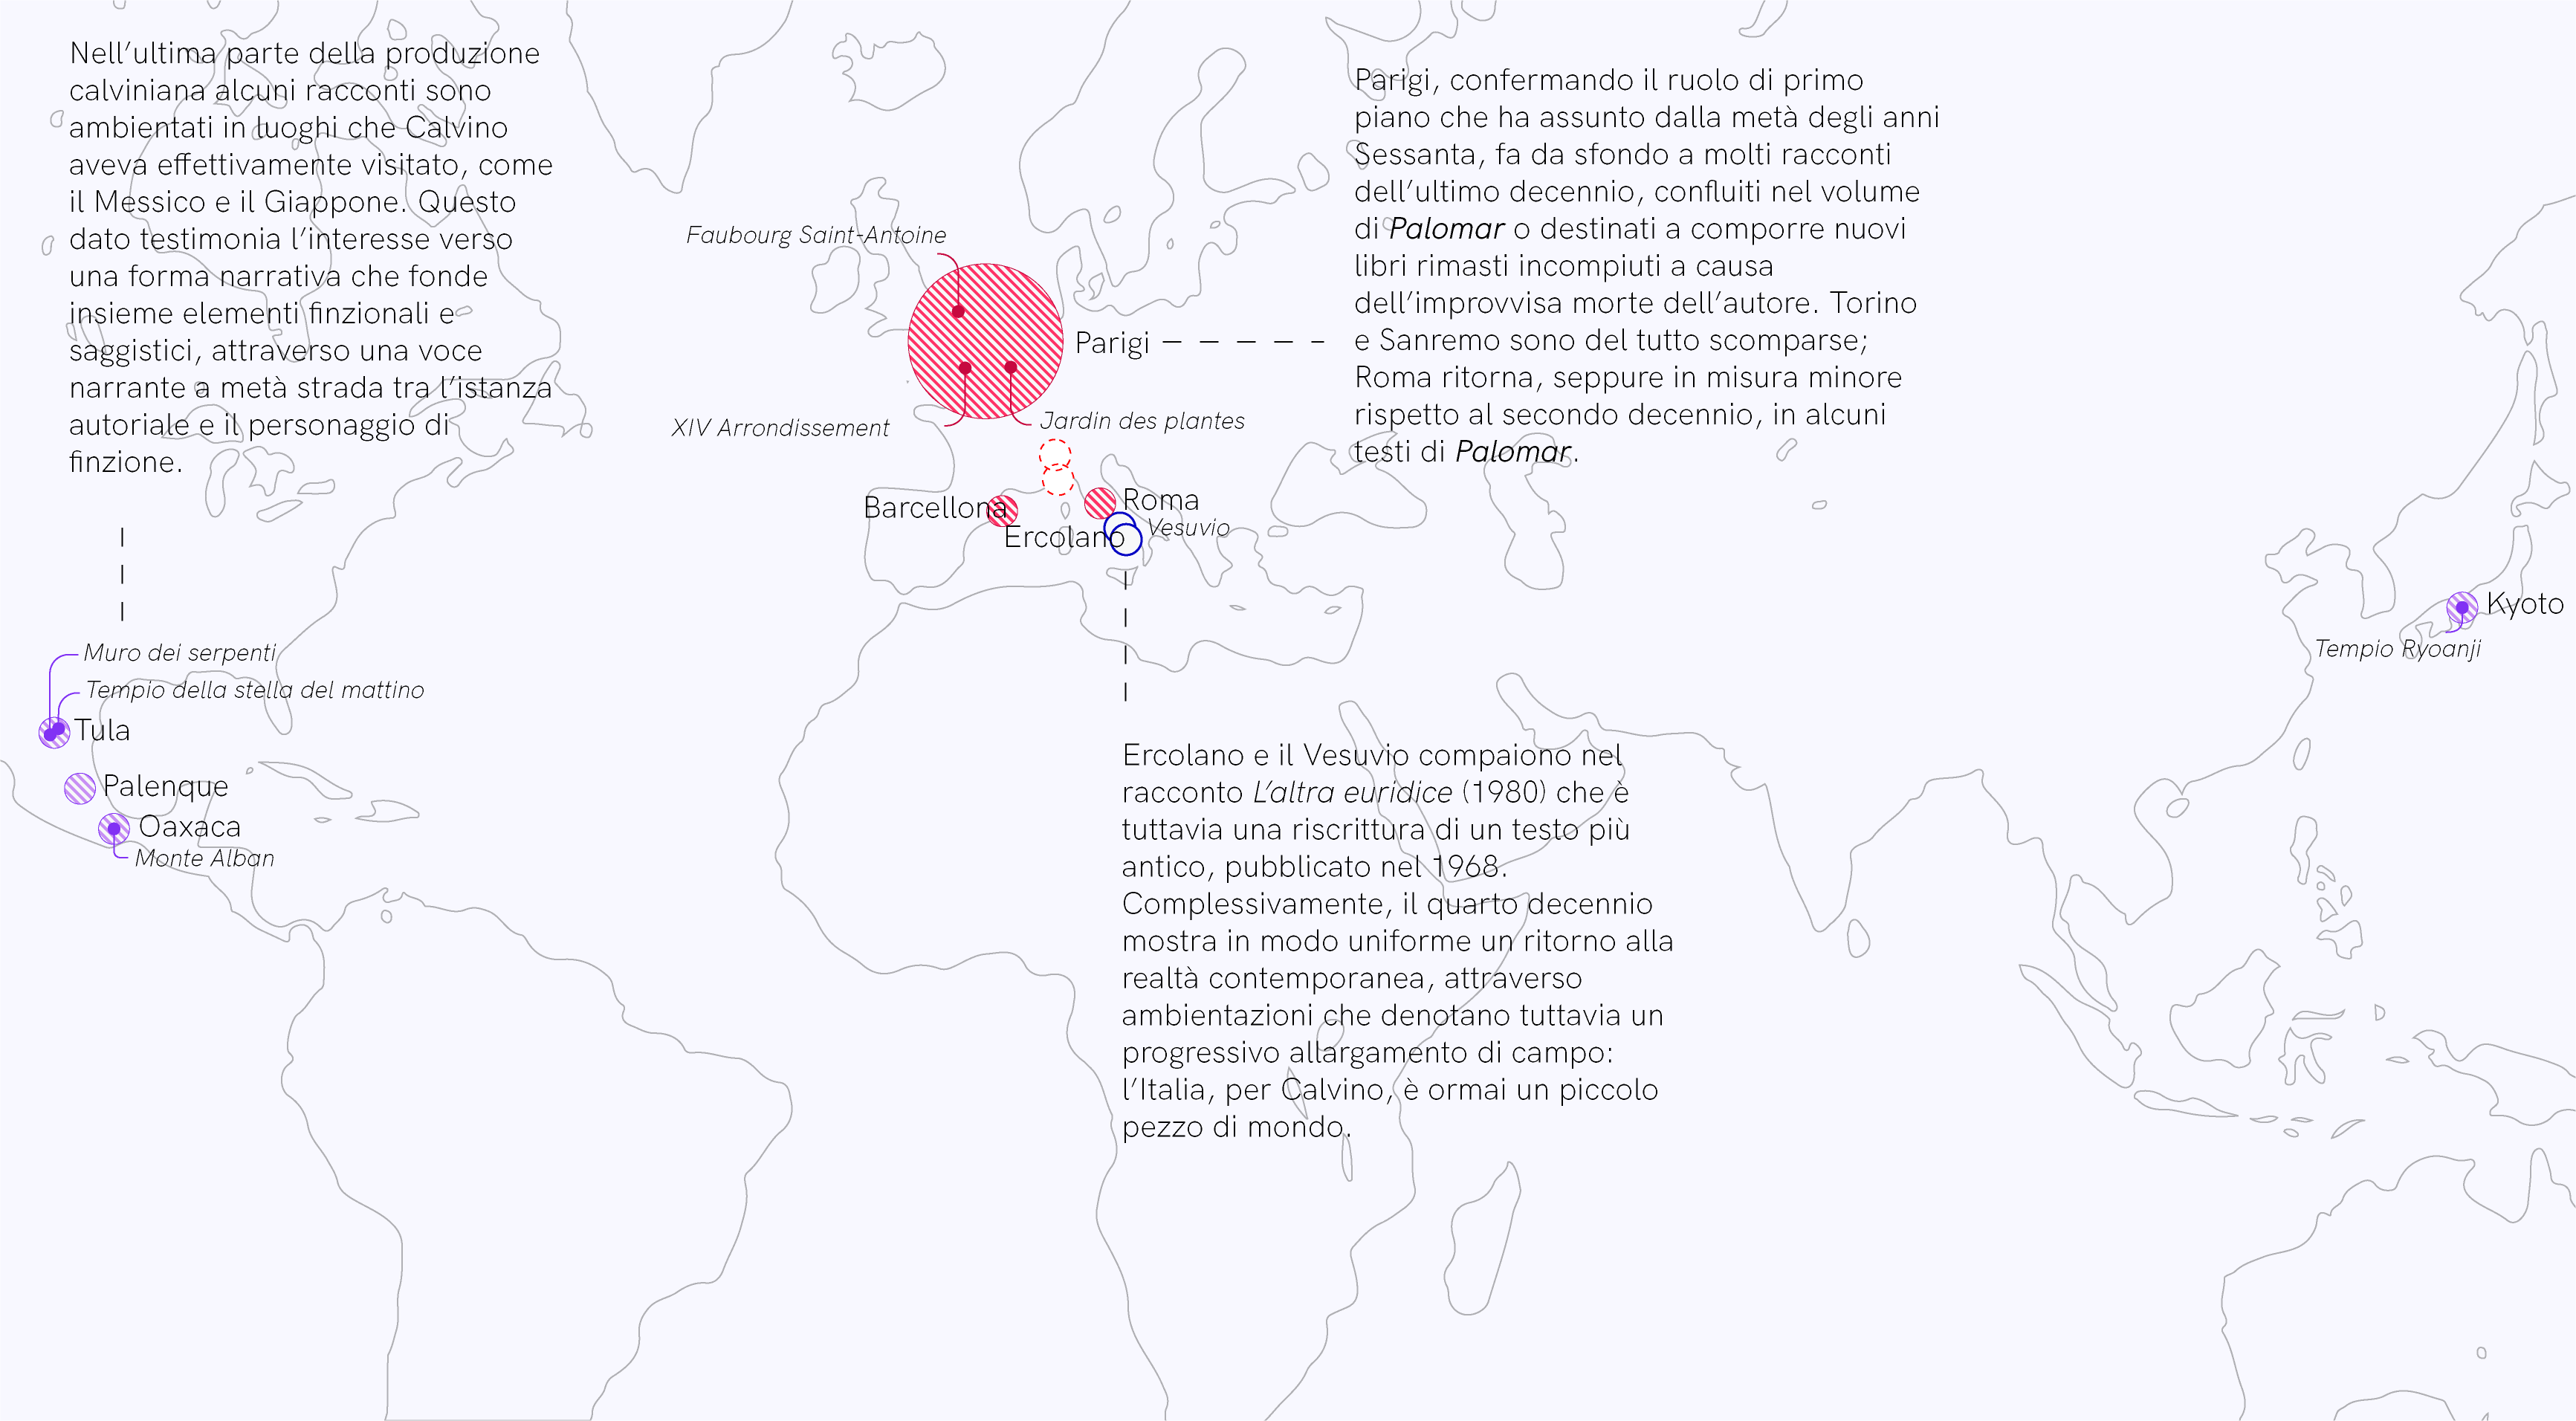 Nell’ultima parte della produzione
calviniana alcuni racconti sono
ambientati in luoghi che Calvino
aveva effettivamente visitato, come
il Messico e il Giappone. Questo
dato testimonia l’interesse verso
una forma narrativa che fonde
insieme elementi finzionali e
saggistici, attraverso una voce
narrante a metà strada tra l’istanza
autoriale e il personaggio di
finzione.
Parigi, confermando il ruolo di primo
piano che ha assunto dalla metà degli anni
Sessanta, fa da sfondo a molti racconti
dell’ultimo decennio, confluiti nel volume
di Palomar o destinati a comporre nuovi
libri rimasti incompiuti a causa
dell’improvvisa morte dell’autore. Torino
e Sanremo sono del tutto scomparse;
Roma ritorna, seppure in misura minore
rispetto al secondo decennio, in alcuni
testi di Palomar.
Faubourg Saint-Antoine
Parigi
XIV Arrondissement
Jardin des plantes
Barcellona
Roma
Vesuvio
Ercolano
Kyoto
Tempio Ryoanji
Muro dei serpenti
Tempio della stella del mattino
Tula
Palenque
Oaxaca
Monte Alban
Ercolano e il Vesuvio compaiono nel
racconto L’altra euridice (1980) che è
tuttavia una riscrittura di un testo più
antico, pubblicato nel 1968.
Complessivamente, il quarto decennio
mostra in modo uniforme un ritorno alla
realtà contemporanea, attraverso
ambientazioni che denotano tuttavia un
progressivo allargamento di campo:
l’Italia, per Calvino, è ormai un piccolo
pezzo di mondo.